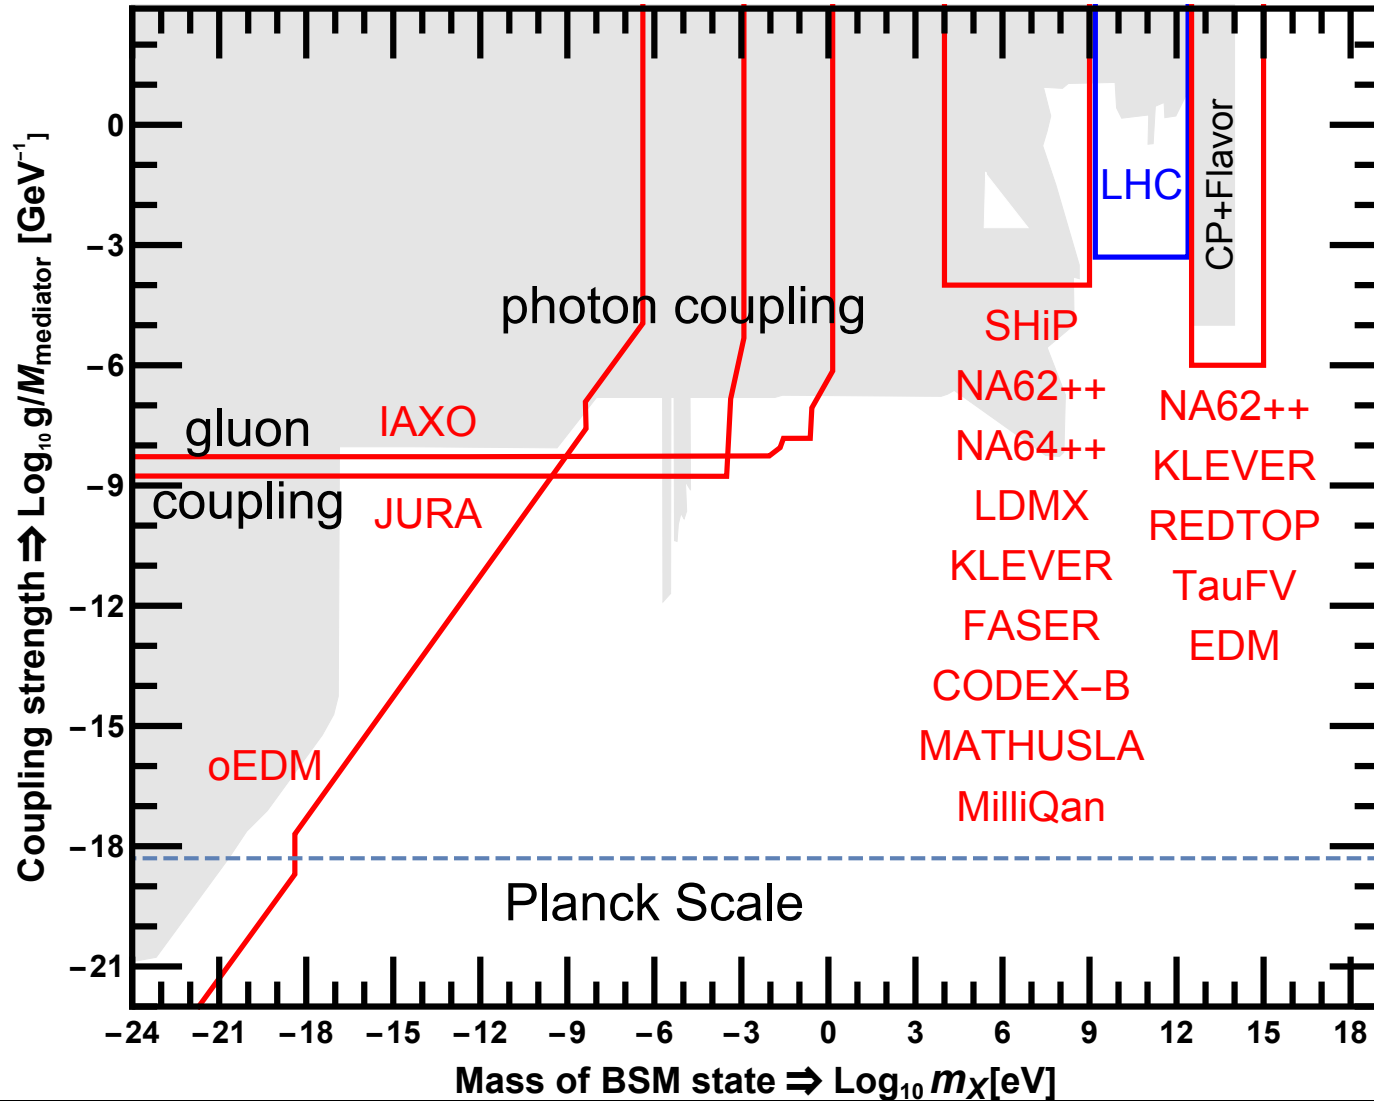 Coupling strength ⇒ Log₁₀ g/M_mediator [GeV⁻¹]
0
−3
−6
−9
−12
−15
−18
−21
photon coupling
gluon
coupling
IAXO
JURA
oEDM
Planck Scale
SHiP
NA62++
NA64++
LDMX
KLEVER
FASER
CODEX−B
MATHUSLA
MilliQan
LHC
CP+Flavor
NA62++
KLEVER
REDTOP
TauFV
EDM
−24 −21 −18 −15 −12 −9 −6 −3 0 3 6 9 12 15 18
Mass of BSM state ⇒ Log₁₀ m_X[eV]